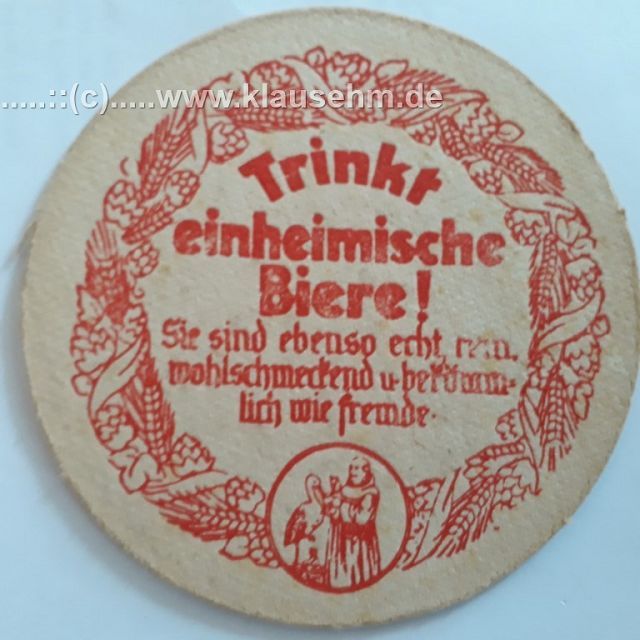 .....::(c).....www.klausehm.de
Trinkt
einheimische
Biere!
Sie sind ebenso echt, rein,
wohlschmeckend u. bekömm-
lich wie fremde.